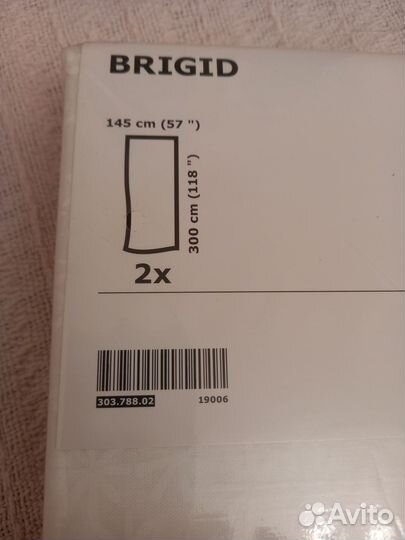 BRIGID
145 cm (57 ")
300 cm (118 ")
2x
303.788.02 19006
Avito